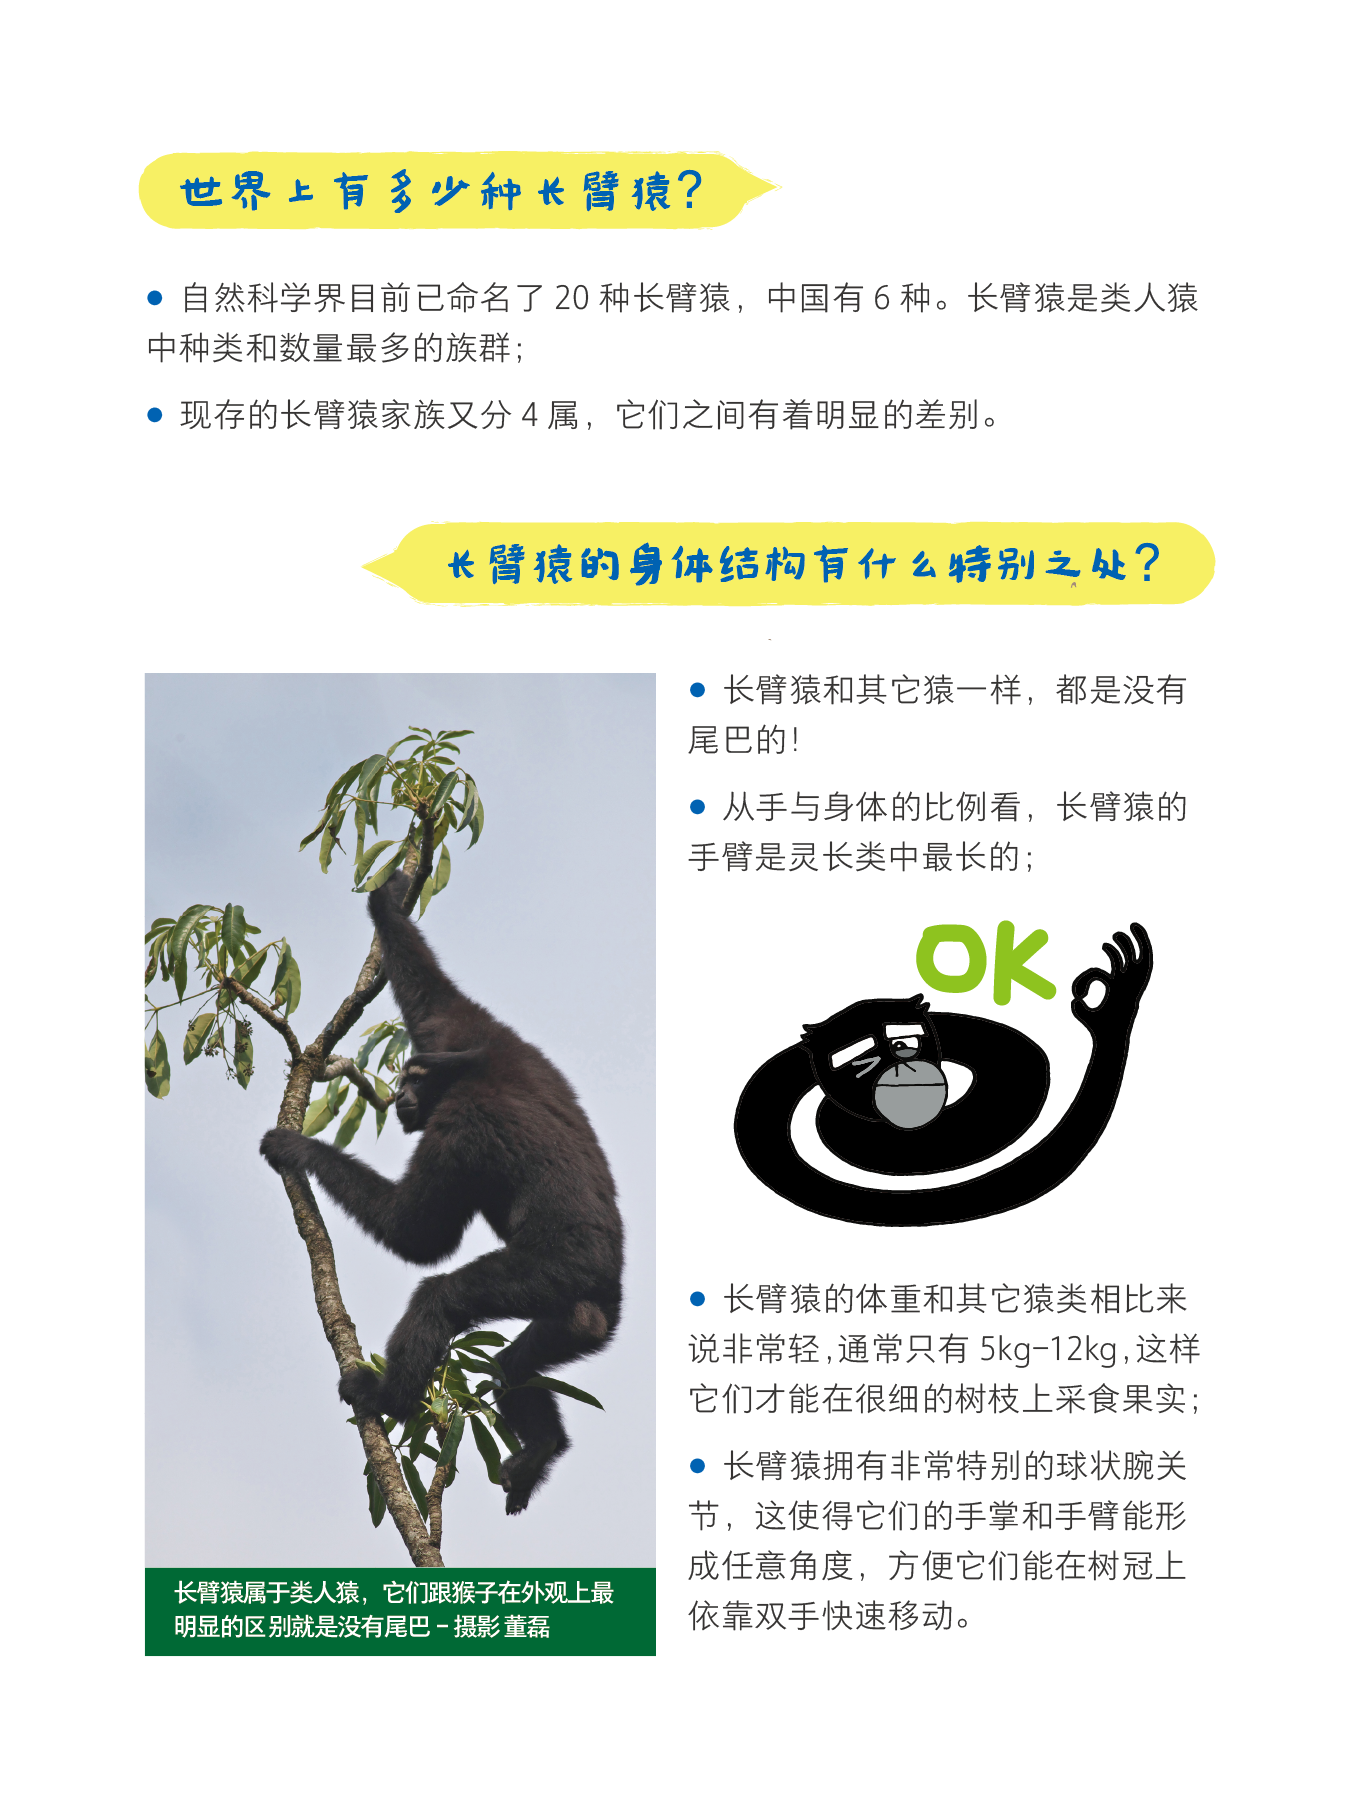 世界上有多少种长臂猿?
● 自然科学界目前已命名了 20 种长臂猿，中国有 6 种。长臂猿是类人猿
中种类和数量最多的族群；
● 现存的长臂猿家族又分 4 属，它们之间有着明显的差别。
长臂猿的身体结构有什么特别之处?
● 长臂猿和其它猿一样，都是没有
尾巴的！
● 从手与身体的比例看，长臂猿的
手臂是灵长类中最长的；
OK
● 长臂猿的体重和其它猿类相比来
说非常轻，通常只有 5kg-12kg，这样
它们才能在很细的树枝上采食果实；
● 长臂猿拥有非常特别的球状腕关
节，这使得它们的手掌和手臂能形
成任意角度，方便它们能在树冠上
依靠双手快速移动。
长臂猿属于类人猿，它们跟猴子在外观上最
明显的区别就是没有尾巴 - 摄影 董磊